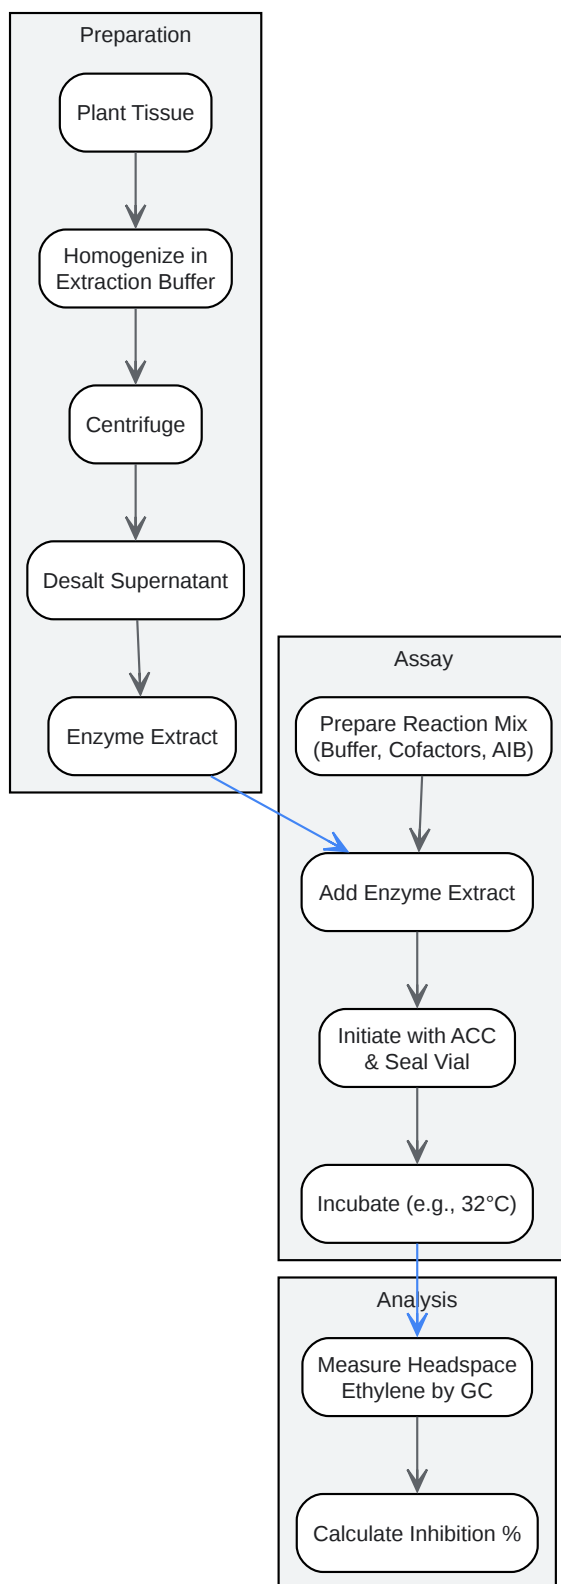 Preparation
Plant Tissue
Homogenize in
Extraction Buffer
Centrifuge
Desalt Supernatant
Enzyme Extract
Assay
Prepare Reaction Mix
(Buffer, Cofactors, AIB)
Add Enzyme Extract
Initiate with ACC
& Seal Vial
Incubate (e.g., 32°C)
Analysis
Measure Headspace
Ethylene by GC
Calculate Inhibition %